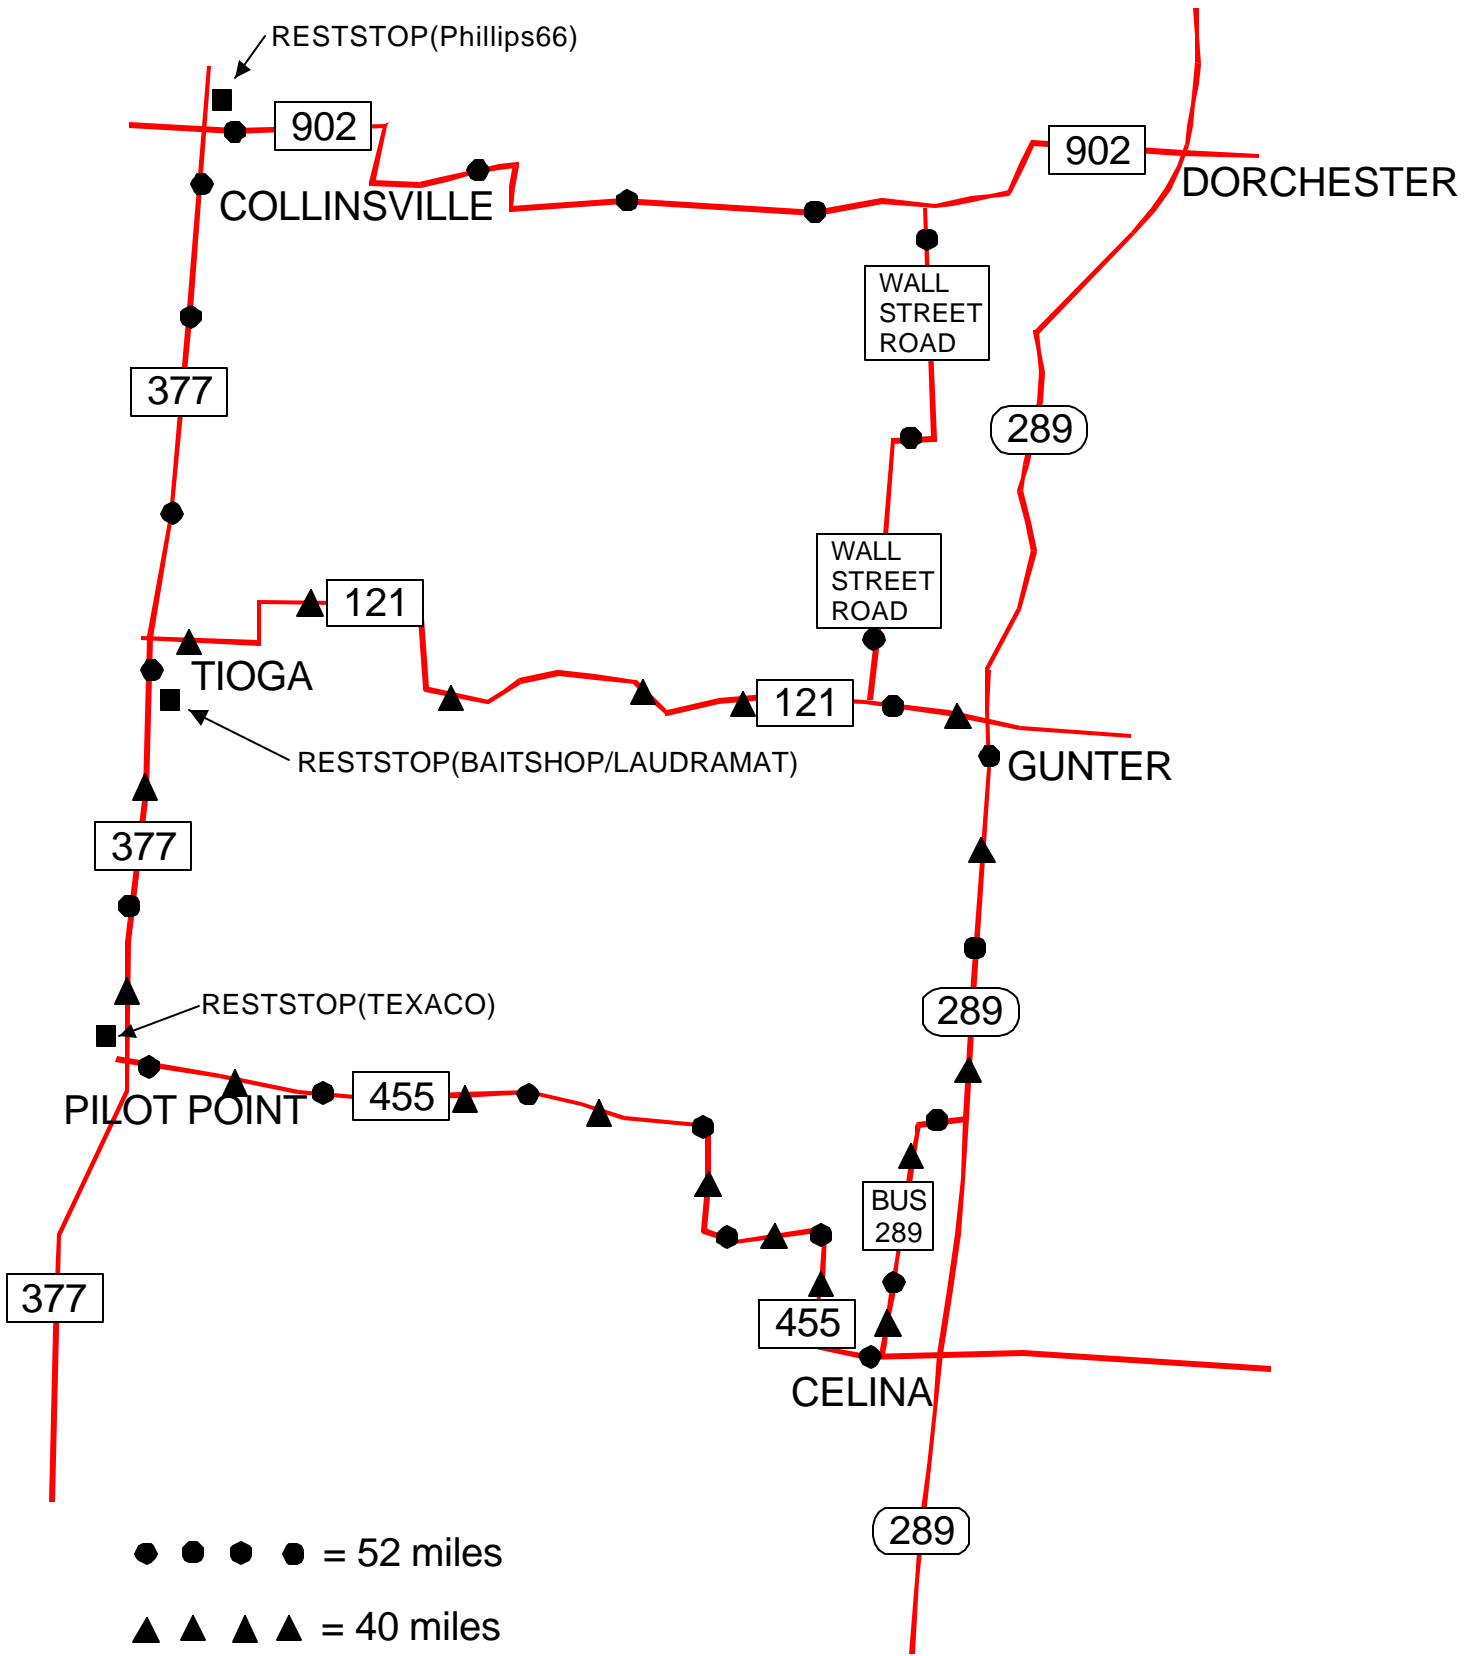 RESTSTOP(Phillips66)
902
902
DORCHESTER
COLLINSVILLE
WALL
STREET
ROAD
377
289
WALL
STREET
ROAD
121
TIOGA
121
RESTSTOP(BAITSHOP/LAUDRAMAT)
GUNTER
377
RESTSTOP(TEXACO)
289
PILOT POINT
455
BUS
289
377
455
CELINA
289
= 52 miles
= 40 miles